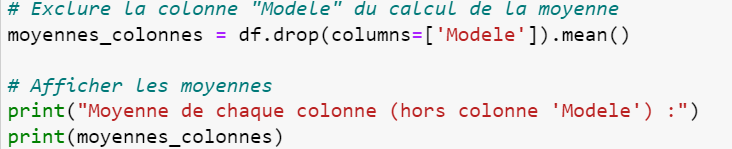 # Exclure la colonne "Modele" du calcul de la moyenne
moyennes_colonnes = df.drop(columns=['Modele']).mean()
# Afficher les moyennes
print("Moyenne de chaque colonne (hors colonne 'Modele') :")
print(moyennes_colonnes)